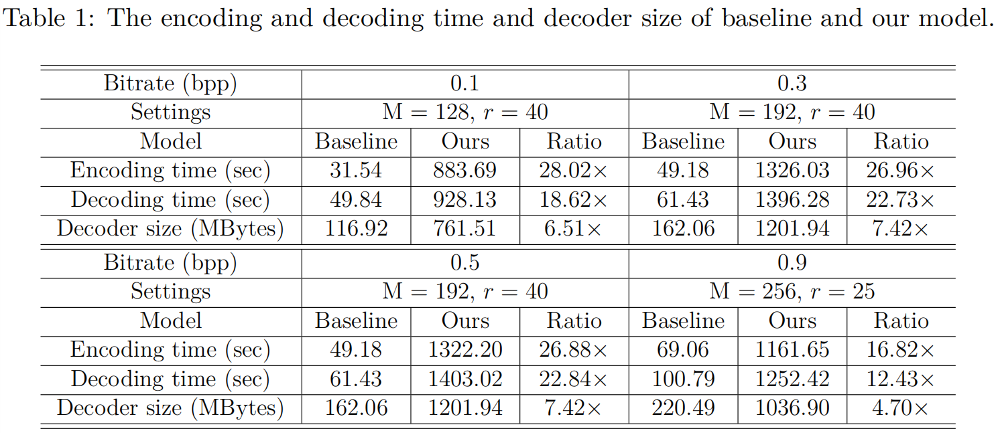 Table 1: The encoding and decoding time and decoder size of baseline and our model.
Bitrate (bpp) 0.1 0.3
Settings M = 128, r = 40 M = 192, r = 40
Model Baseline Ours Ratio Baseline Ours Ratio
Encoding time (sec) 31.54 883.69 28.02× 49.18 1326.03 26.96×
Decoding time (sec) 49.84 928.13 18.62× 61.43 1396.28 22.73×
Decoder size (MBytes) 116.92 761.51 6.51× 162.06 1201.94 7.42×
Bitrate (bpp) 0.5 0.9
Settings M = 192, r = 40 M = 256, r = 25
Model Baseline Ours Ratio Baseline Ours Ratio
Encoding time (sec) 49.18 1322.20 26.88× 69.06 1161.65 16.82×
Decoding time (sec) 61.43 1403.02 22.84× 100.79 1252.42 12.43×
Decoder size (MBytes) 162.06 1201.94 7.42× 220.49 1036.90 4.70×